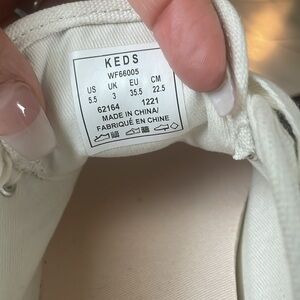 KEDS
WF66005
US UK EU CM
5.5 3 35.5 22.5
62164 1221
MADE IN CHINA/
FABRIQUÉ EN CHINE